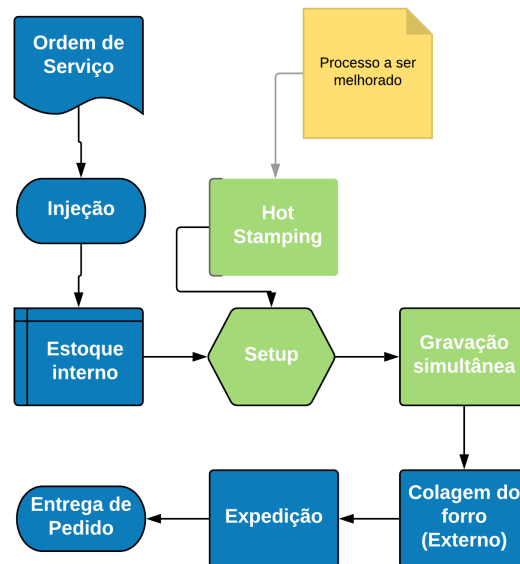 Ordem de
Serviço
Processo a ser
melhorado
Injeção
Hot
Stamping
Estoque
interno
Setup
Gravação
simultânea
Entrega de
Pedido
Expedição
Colagem do
forro
(Externo)